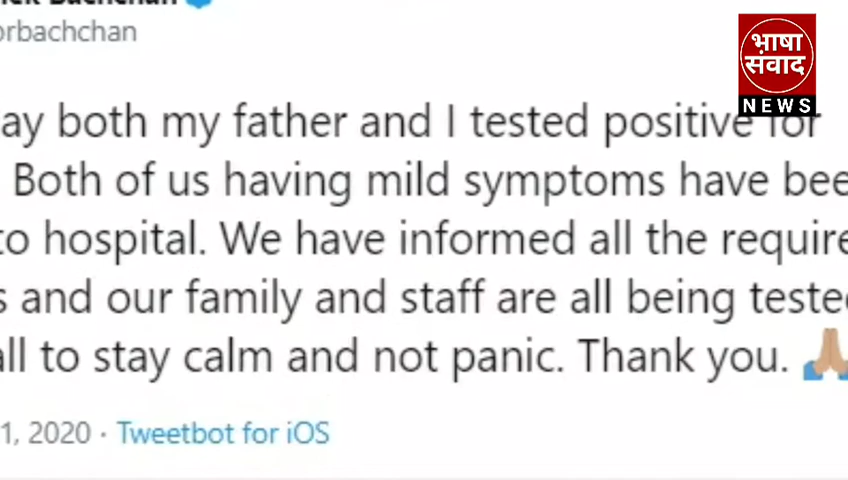 Bachchan
orbachchan
भाषा
संवाद
NEWS
ay both my father and I tested positive for
Both of us having mild symptoms have bee
to hospital. We have informed all the require
s and our family and staff are all being teste
all to stay calm and not panic. Thank you. 🙏🏽
1, 2020 · Tweetbot for iOS